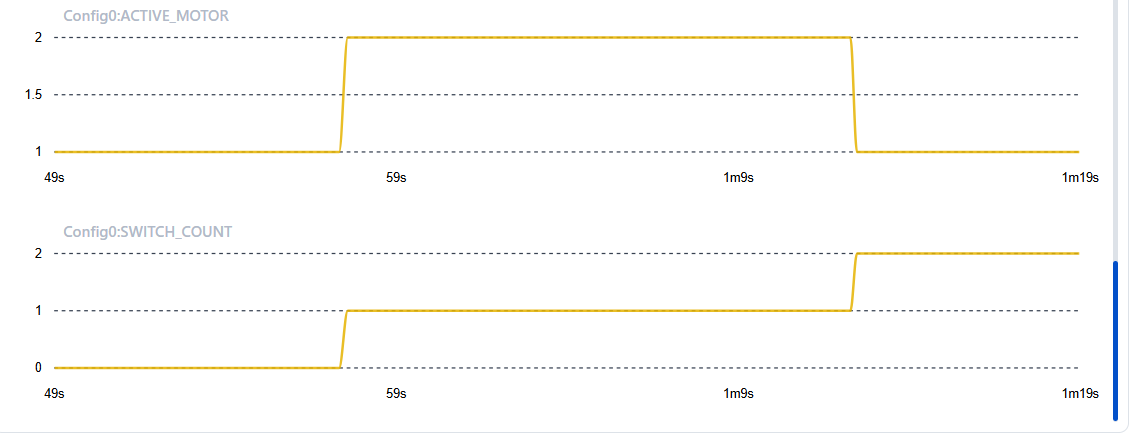 Config0:ACTIVE_MOTOR
2
1.5
1
49s 59s 1m9s 1m19s
Config0:SWITCH_COUNT
2
1
0
49s 59s 1m9s 1m19s